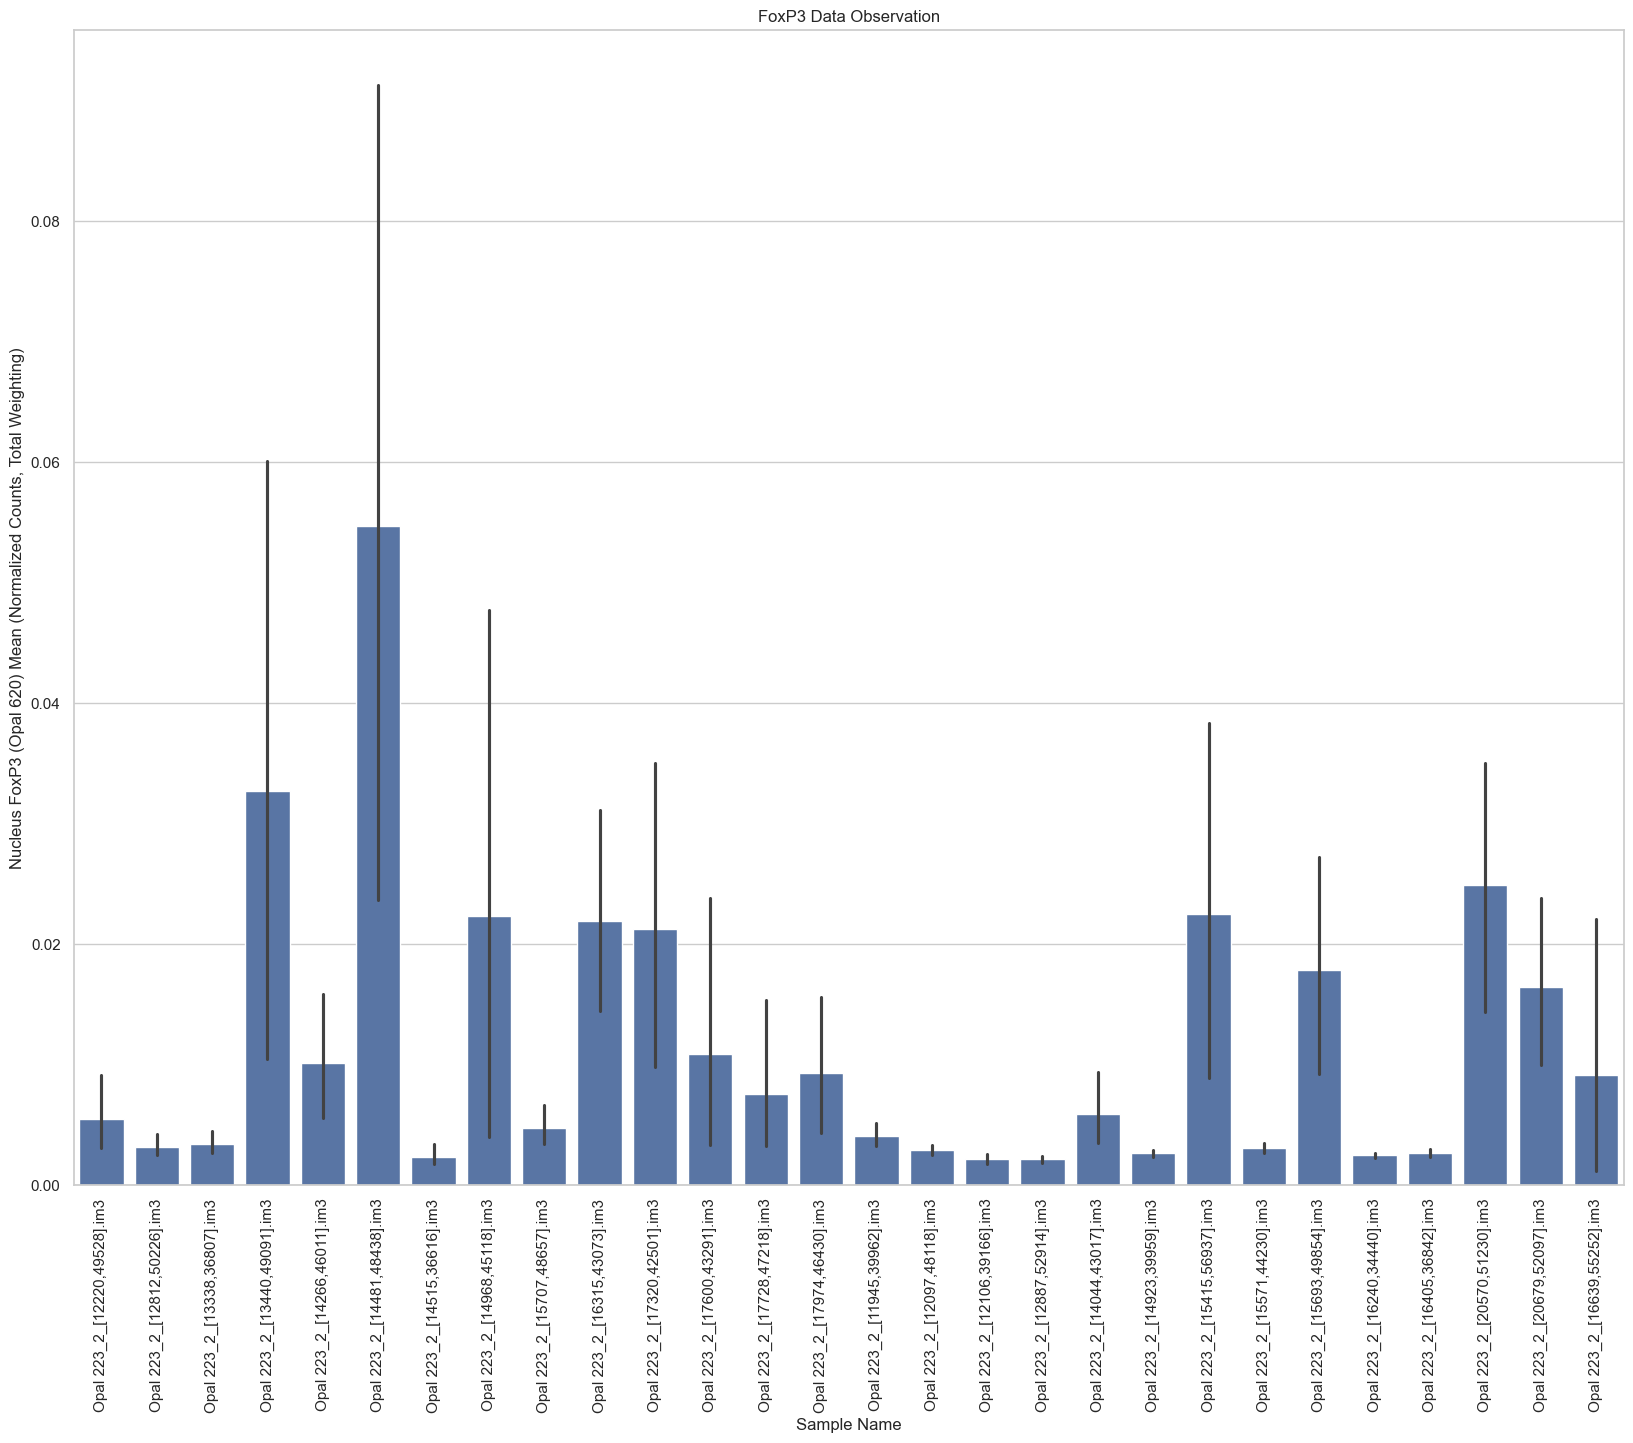 FoxP3 Data Observation
Nucleus FoxP3 (Opal 620) Mean (Normalized Counts, Total Weighting)
0.08
0.06
0.04
0.02
0.00
Opal 223_2_[12220,49528].im3
Opal 223_2_[12812,50226].im3
Opal 223_2_[13338,36807].im3
Opal 223_2_[13440,49091].im3
Opal 223_2_[14266,46011].im3
Opal 223_2_[14481,48438].im3
Opal 223_2_[14515,36616].im3
Opal 223_2_[14968,45118].im3
Opal 223_2_[15707,48657].im3
Opal 223_2_[16315,43073].im3
Opal 223_2_[17320,42501].im3
Opal 223_2_[17600,43291].im3
Opal 223_2_[17728,47218].im3
Opal 223_2_[17974,46430].im3
Opal 223_2_[11945,39962].im3
Opal 223_2_[12097,48118].im3
Opal 223_2_[12106,39166].im3
Opal 223_2_[12887,52914].im3
Opal 223_2_[14044,43017].im3
Opal 223_2_[14923,39959].im3
Opal 223_2_[15415,56937].im3
Opal 223_2_[15571,44230].im3
Opal 223_2_[15693,49854].im3
Opal 223_2_[16240,34440].im3
Opal 223_2_[16405,36842].im3
Opal 223_2_[20570,51230].im3
Opal 223_2_[20679,52097].im3
Opal 223_2_[16639,55252].im3
Sample Name